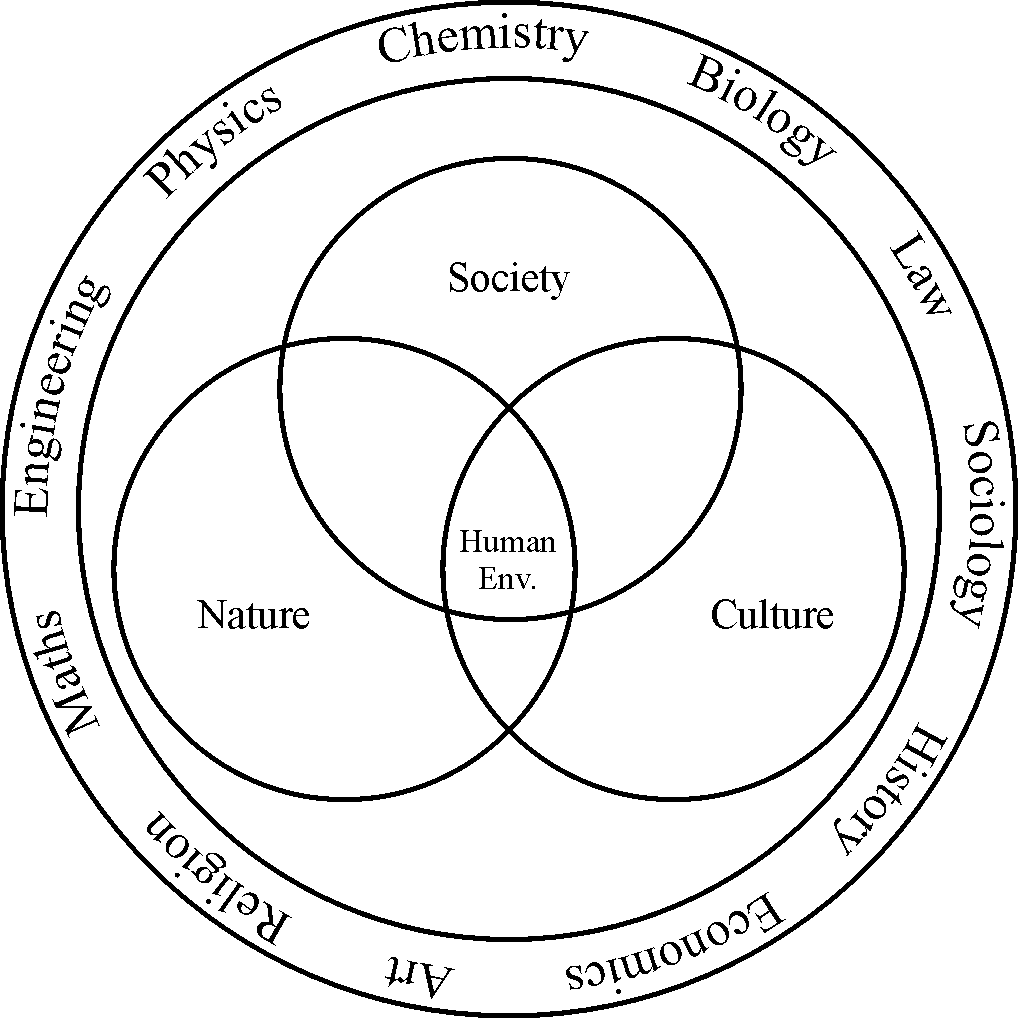 Chemistry
Biology
Law
Sociology
History
Economics
Art
Religion
Maths
Engineering
Physics
Society
Human
Env.
Nature
Culture